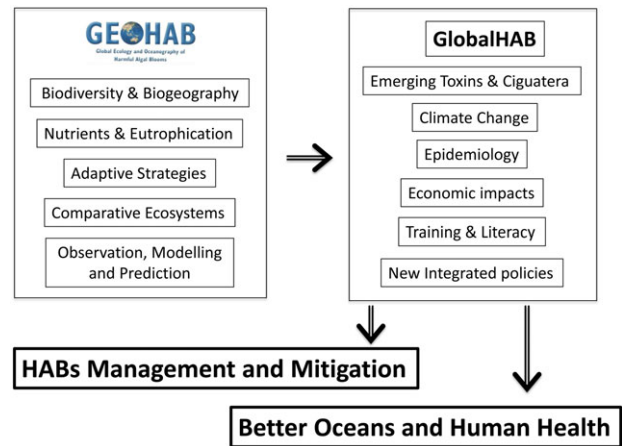 GEOHAB
Global Ecology and Oceanography of
Harmful Algal Blooms
Biodiversity & Biogeography
Nutrients & Eutrophication
Adaptive Strategies
Comparative Ecosystems
Observation, Modelling
and Prediction
GlobalHAB
Emerging Toxins & Ciguatera
Climate Change
Epidemiology
Economic impacts
Training & Literacy
New Integrated policies
HABs Management and Mitigation
Better Oceans and Human Health